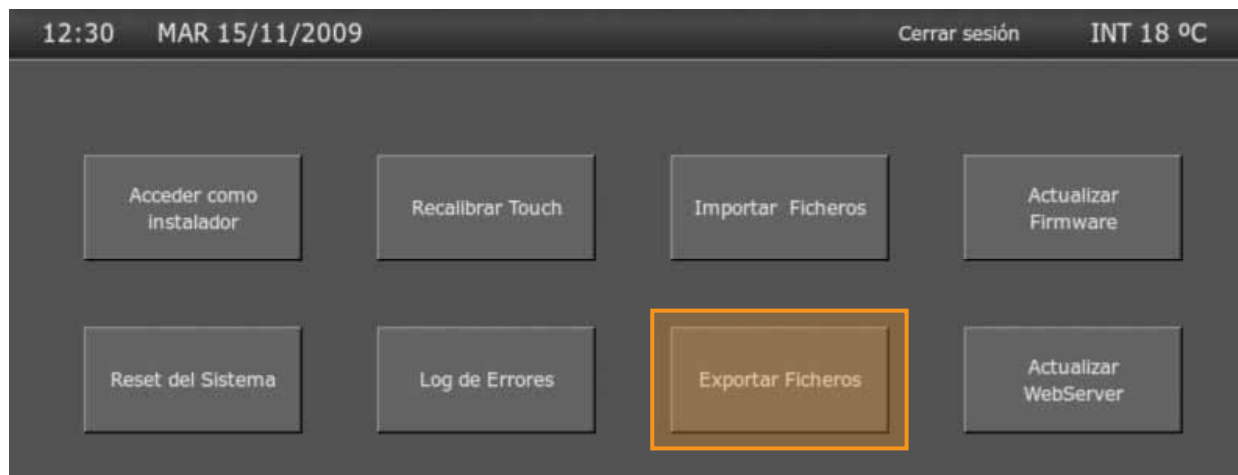 12:30 MAR 15/11/2009 Cerrar sesión INT 18 ºC
Acceder como
instalador
Recalibrar Touch
Importar Ficheros
Actualizar
Firmware
Reset del Sistema
Log de Errores
Exportar Ficheros
Actualizar
WebServer